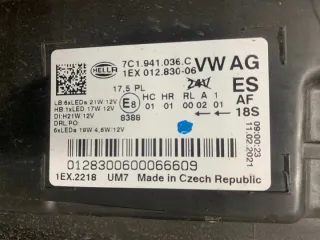 HELLA
7C1.941.036.C
1EX 012.830-06
VW AG
17,5 PL
ES
LB:6xLEDs 21W 12V
HB:1xLED 17W 12V
DI:H21W 12V
DRL,PO:
6xLEDs 19W 4,6W/12V
E8
8388
HC HR RL A 1
01 01 00 02 01
AF
← ← 18S
09:00:23
11.02.2021
0128300600066609
1EX.2218 UM7 Made in Czech Republic